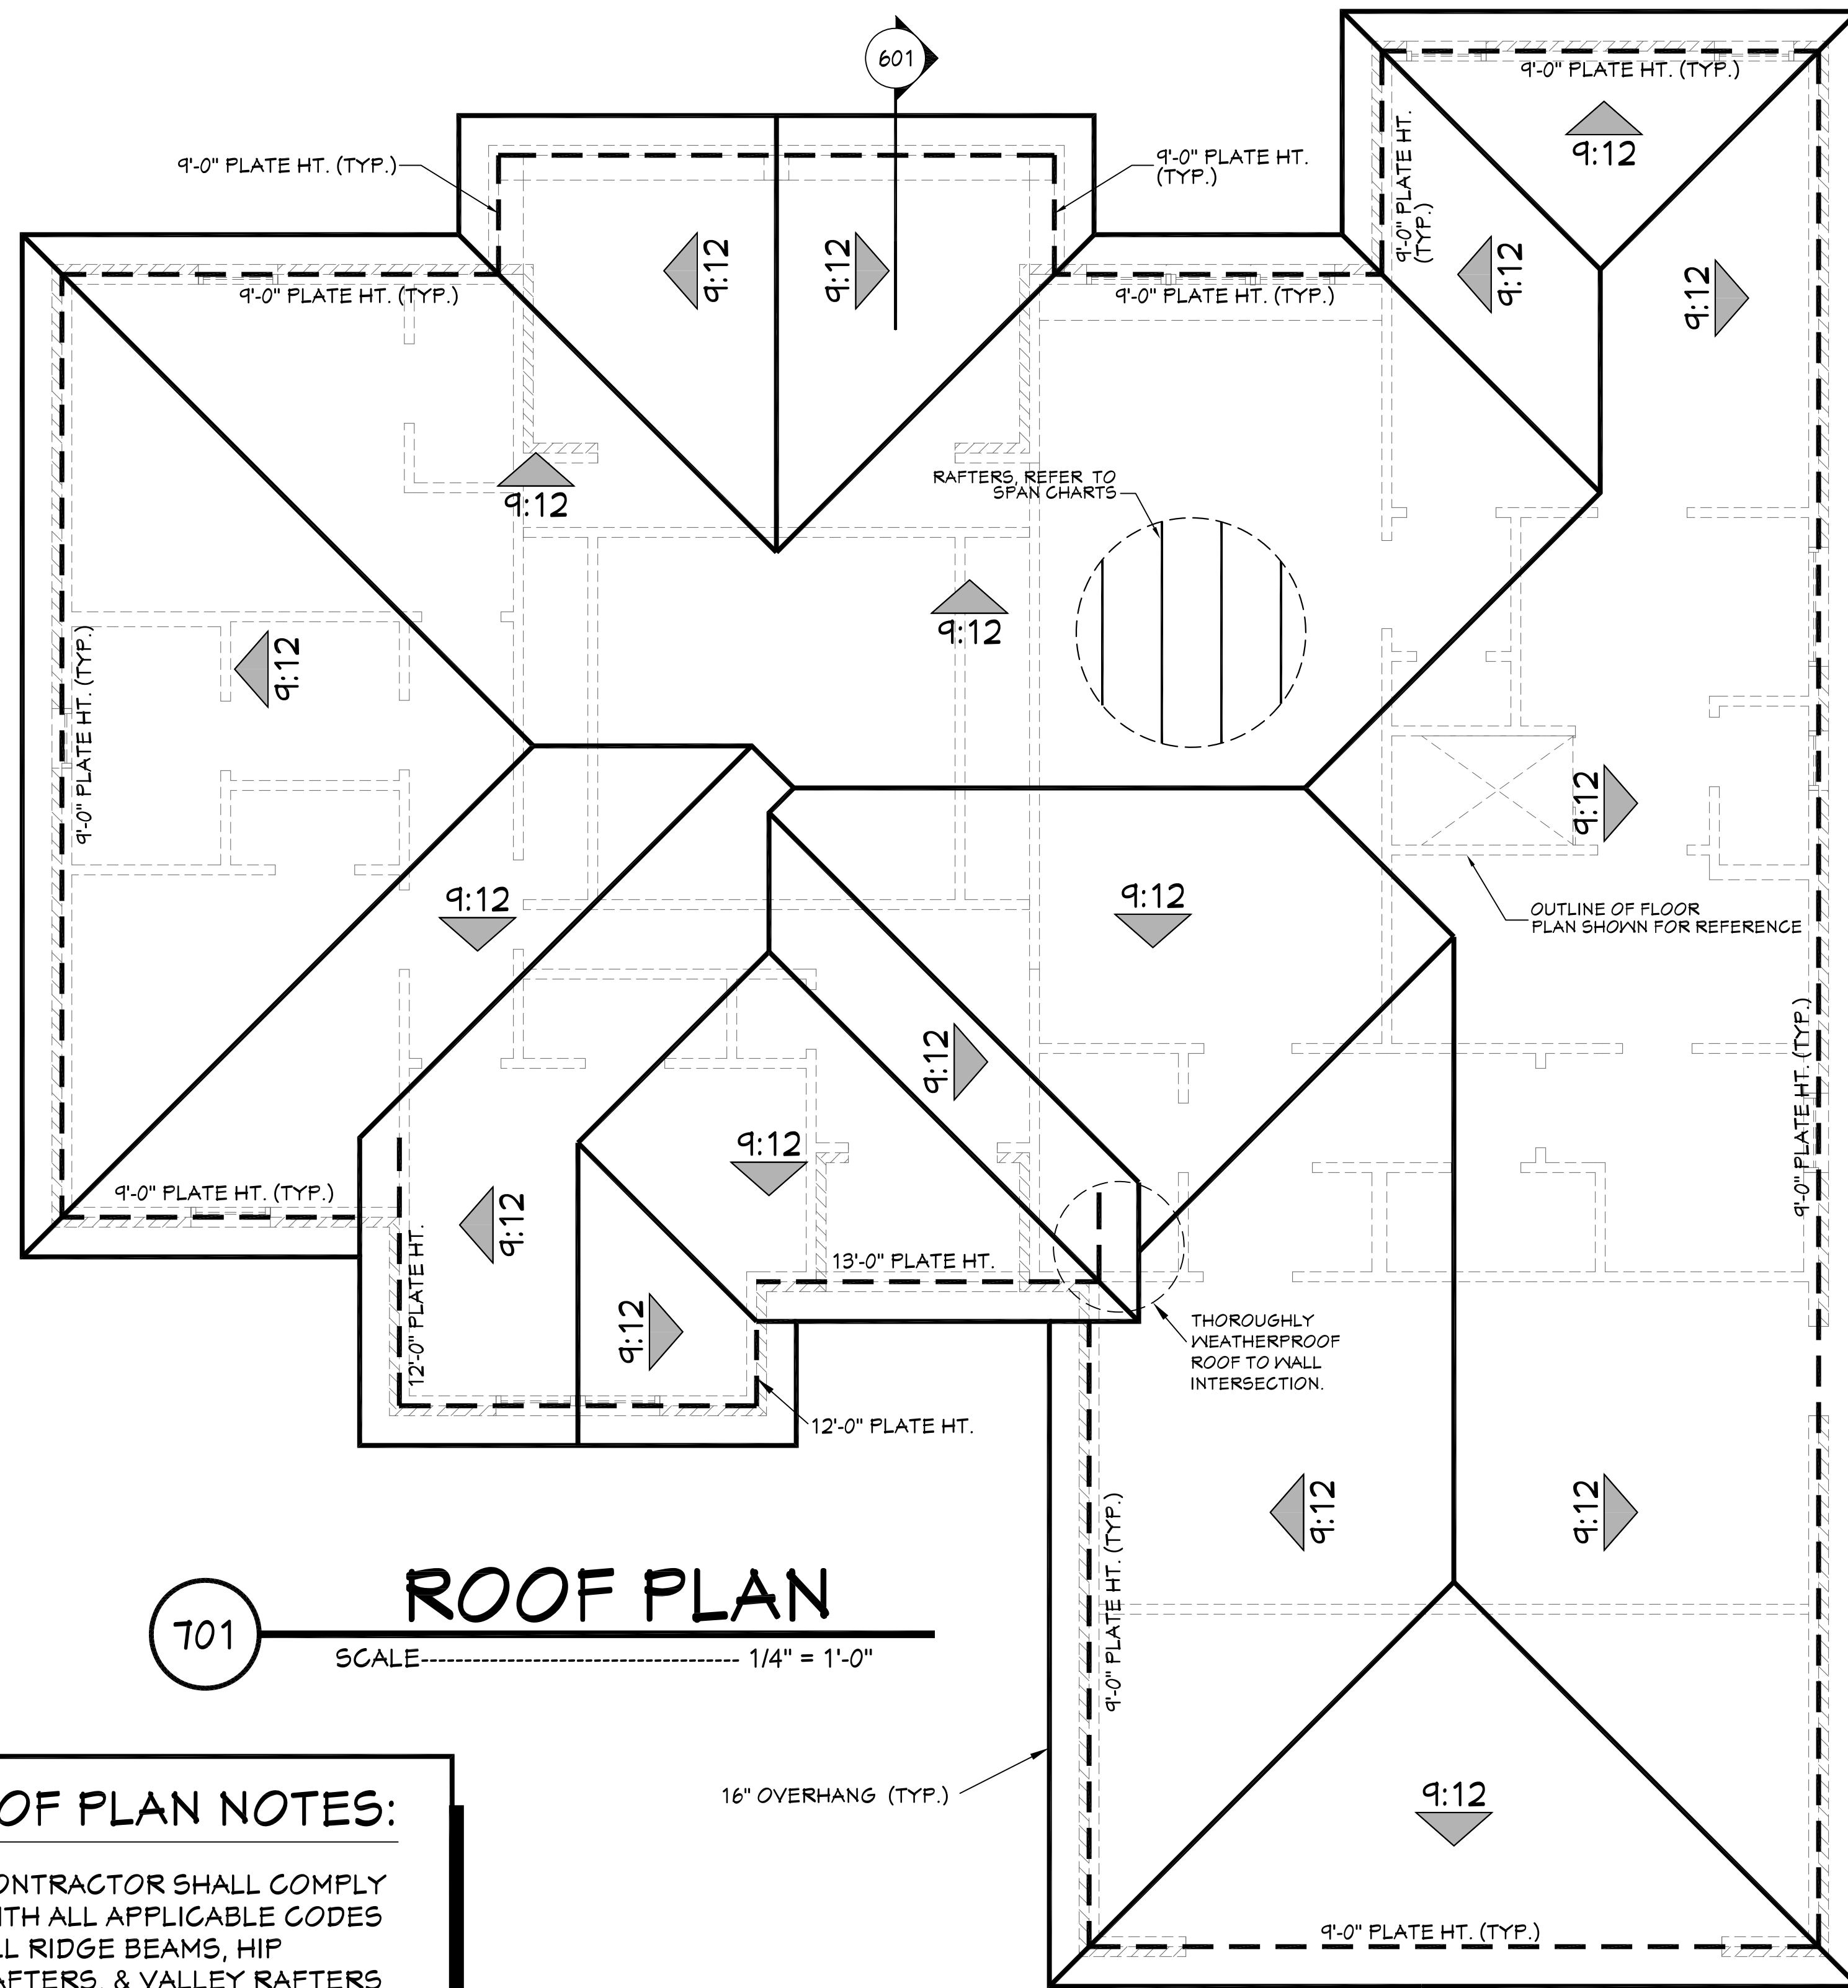 601
9'-0" PLATE HT. (TYP.)
9'-0" PLATE HT. (TYP.)
9'-0" PLATE HT.
(TYP.)
9'-0" PLATE HT.
(TYP.)
9:12
9:12
9:12
9:12
9:12
9'-0" PLATE HT. (TYP.)
9'-0" PLATE HT. (TYP.)
RAFTERS, REFER TO
SPAN CHARTS
9:12
9:12
9:12
9'-0" PLATE HT. (TYP.)
9:12
9:12
9:12
OUTLINE OF FLOOR
PLAN SHOWN FOR REFERENCE
9:12
9'-0" PLATE HT. (TYP.)
9:12
9'-0" PLATE HT. (TYP.)
9:12
12'-0" PLATE HT.
13'-0" PLATE HT.
9:12
THOROUGHLY
WEATHERPROOF
ROOF TO WALL
INTERSECTION.
12'-0" PLATE HT.
9:12
9:12
9'-0" PLATE HT. (TYP.)
701
ROOF PLAN
SCALE------------------------------------- 1/4" = 1'-0"
16" OVERHANG (TYP.)
9:12
9'-0" PLATE HT. (TYP.)
OF PLAN NOTES:
ONTRACTOR SHALL COMPLY
ITH ALL APPLICABLE CODES
LL RIDGE BEAMS, HIP
AFTERS, & VALLEY RAFTERS